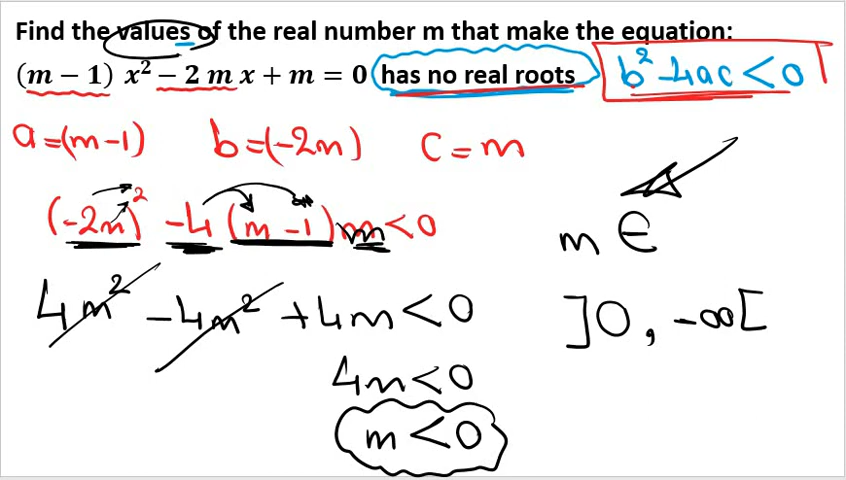 Find the values of the real number m that make the equation:
(m − 1) x² − 2 m x + m = 0 has no real roots b² -4ac < 0
a=(m-1) b=(-2m) c=m
(-2m)² -4(m-1)m<0
m ∈
4m² -4m² +4m<0
]0, -∞[
4m<0
m<0